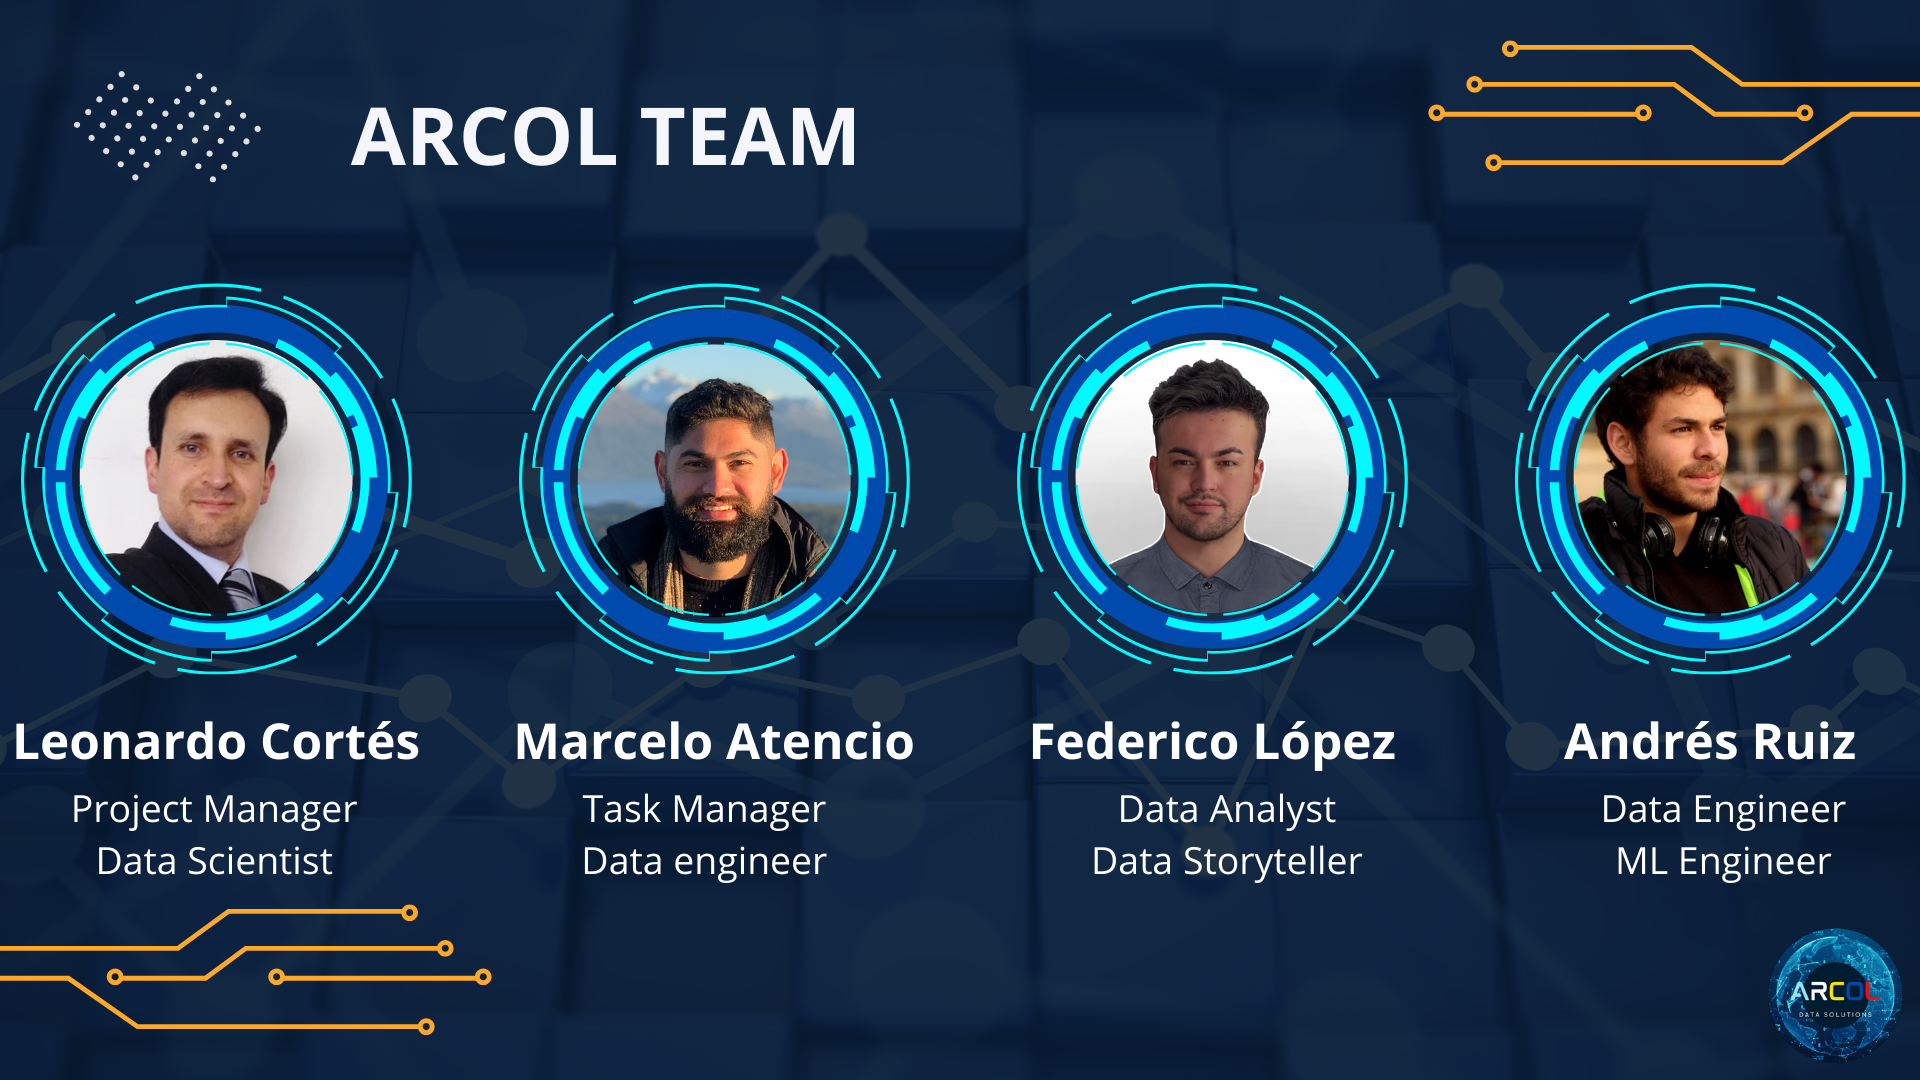 ARCOL TEAM
Leonardo Cortés
Project Manager
Data Scientist
Marcelo Atencio
Task Manager
Data engineer
Federico López
Data Analyst
Data Storyteller
Andrés Ruiz
Data Engineer
ML Engineer
ARCOL
DATA SOLUTIONS